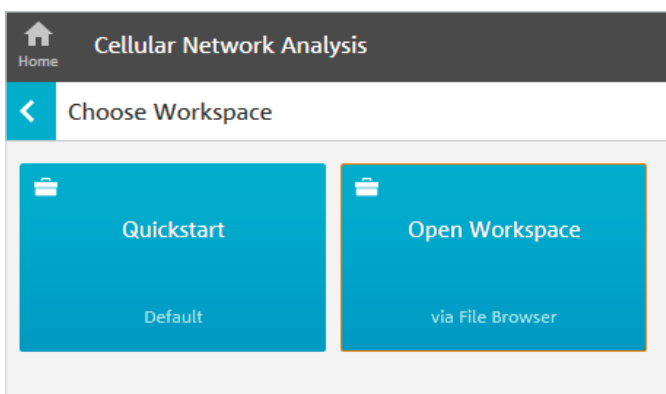 Home
Cellular Network Analysis
Choose Workspace
Quickstart
Default
Open Workspace
via File Browser